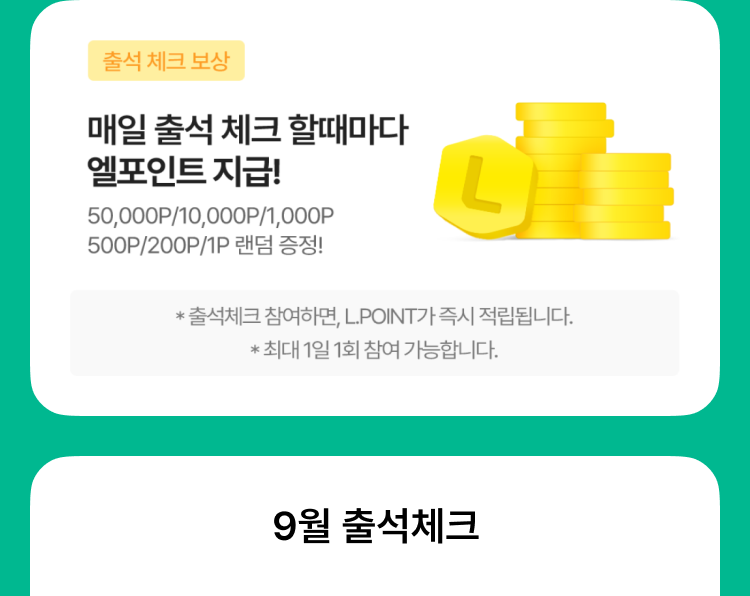 출석 체크 보상
매일 출석 체크 할때마다
엘포인트 지급!
50,000P/10,000P/1,000P
500P/200P/1P 랜덤 증정!
L
* 출석체크 참여하면, L.POINT가 즉시 적립됩니다.
* 최대 1일 1회 참여 가능합니다.
9월 출석체크